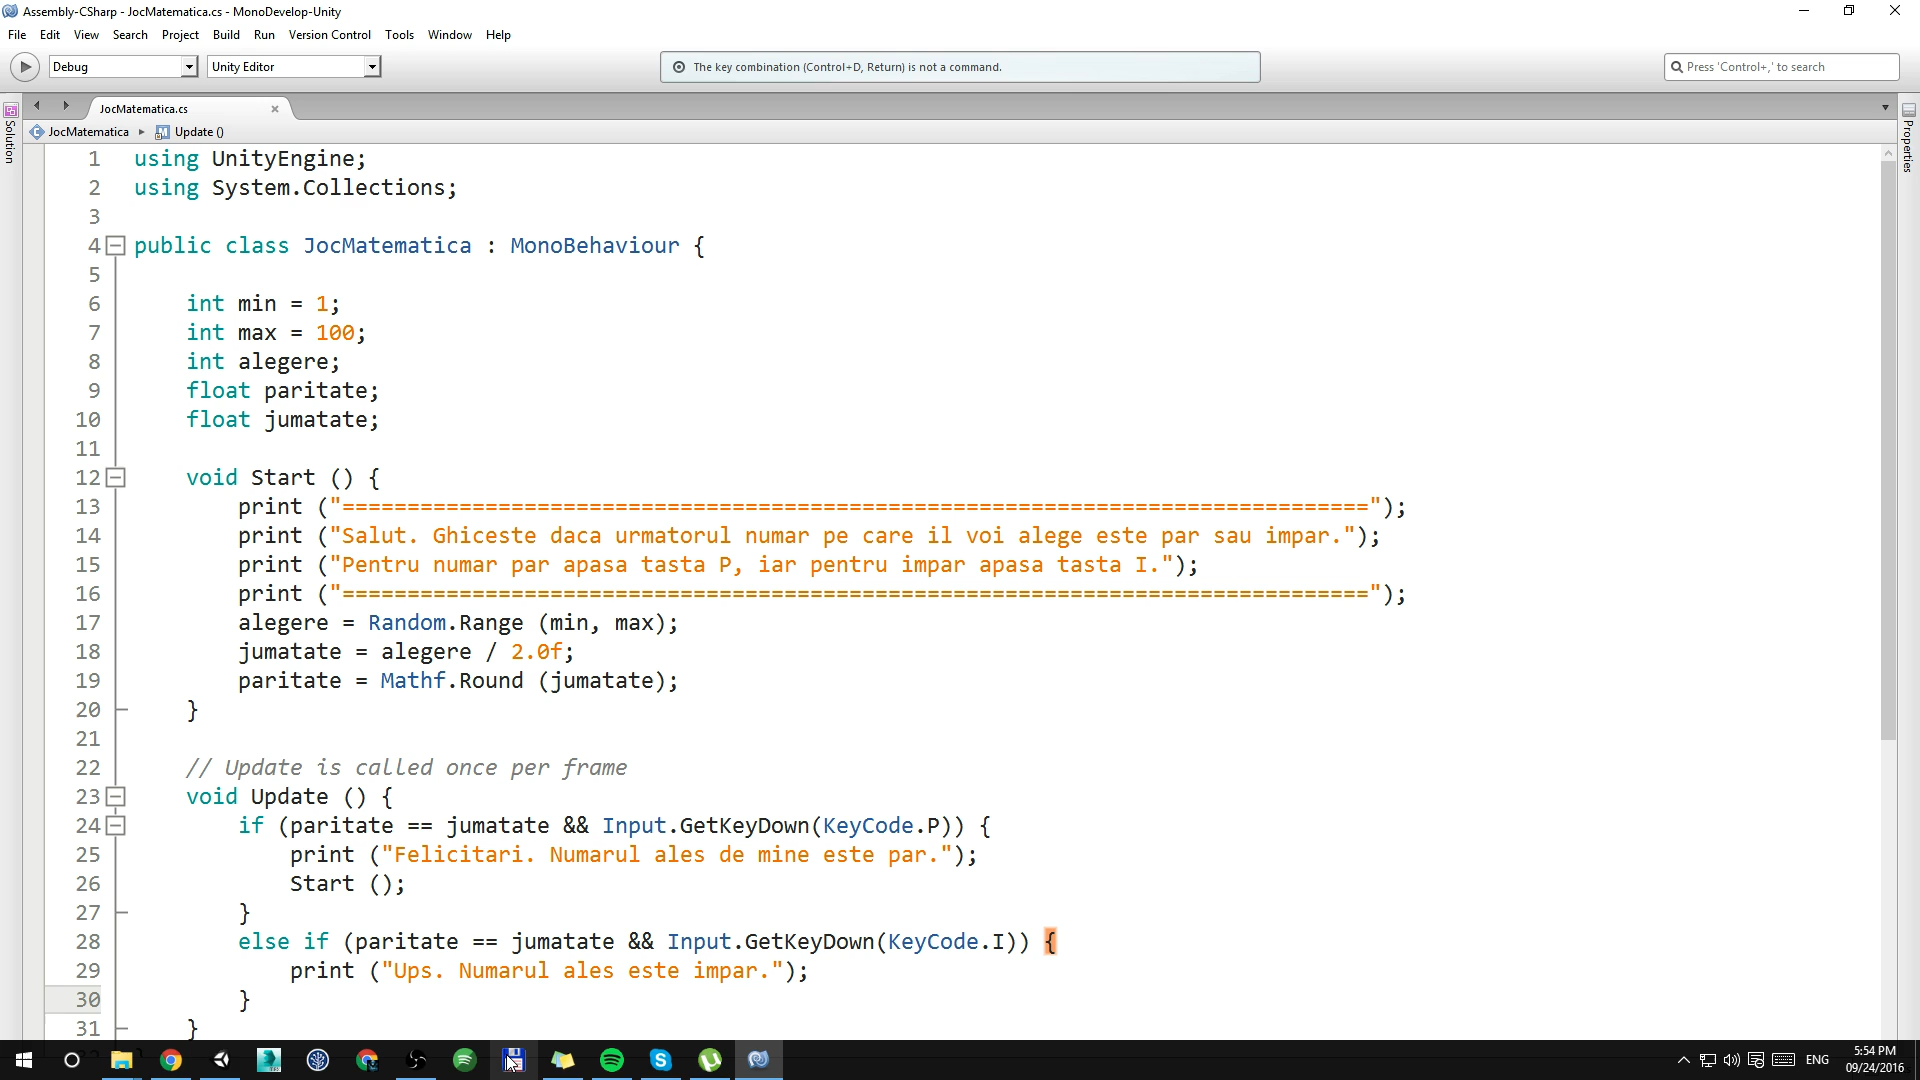 Assembly-CSharp - JocMatematica.cs - MonoDevelop-Unity
File Edit View Search Project Build Run Version Control Tools Window Help
Debug Unity Editor The key combination (Control+D, Return) is not a command. Press 'Control+,' to search
JocMatematica.cs
JocMatematica Update ()
Solution
Properties
1 using UnityEngine;
2 using System.Collections;
3
4 public class JocMatematica : MonoBehaviour {
5
6 int min = 1;
7 int max = 100;
8 int alegere;
9 float paritate;
10 float jumatate;
11
12 void Start () {
13 print ("===============================================================================");
14 print ("Salut. Ghiceste daca urmatorul numar pe care il voi alege este par sau impar.");
15 print ("Pentru numar par apasa tasta P, iar pentru impar apasa tasta I.");
16 print ("===============================================================================");
17 alegere = Random.Range (min, max);
18 jumatate = alegere / 2.0f;
19 paritate = Mathf.Round (jumatate);
20 }
21
22 // Update is called once per frame
23 void Update () {
24 if (paritate == jumatate && Input.GetKeyDown(KeyCode.P)) {
25 print ("Felicitari. Numarul ales de mine este par.");
26 Start ();
27 }
28 else if (paritate == jumatate && Input.GetKeyDown(KeyCode.I)) {
29 print ("Ups. Numarul ales este impar.");
30 }
31 }
ENG 5:54 PM
09/24/2016